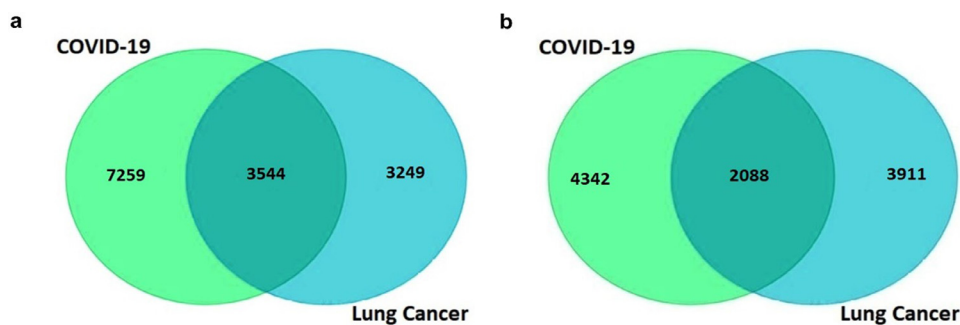 a
COVID-19
7259
3544
3249
Lung Cancer
b
COVID-19
4342
2088
3911
Lung Cancer